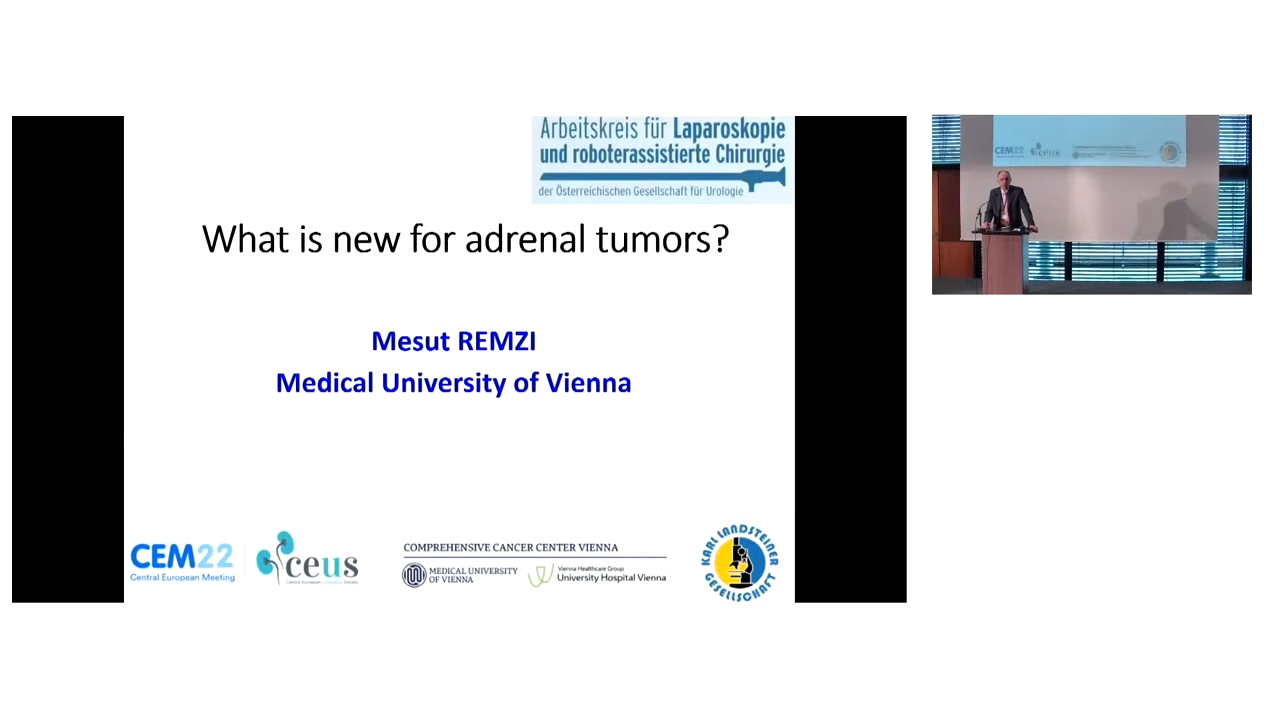 Arbeitskreis für Laparoskopie
und roboterassistierte Chirurgie
der Österreichischen Gesellschaft für Urologie
What is new for adrenal tumors?
Mesut REMZI
Medical University of Vienna
CEM22
Central European Meeting
ceus
COMPREHENSIVE CANCER CENTER VIENNA
MEDICAL UNIVERSITY
OF VIENNA
Vienna Healthcare Group
University Hospital Vienna
KARL LANDSTEINER
GESELLSCHAFT
CEM22
ceus